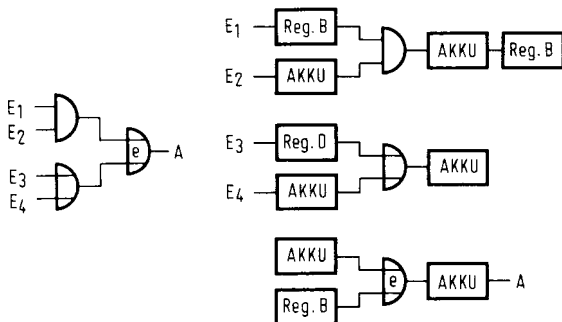 E1
E2
E3
E4
e
A
E1 Reg. B
E2 AKKU
AKKU Reg. B
E3 Reg. D
E4 AKKU
AKKU
AKKU
Reg. B
e
AKKU A